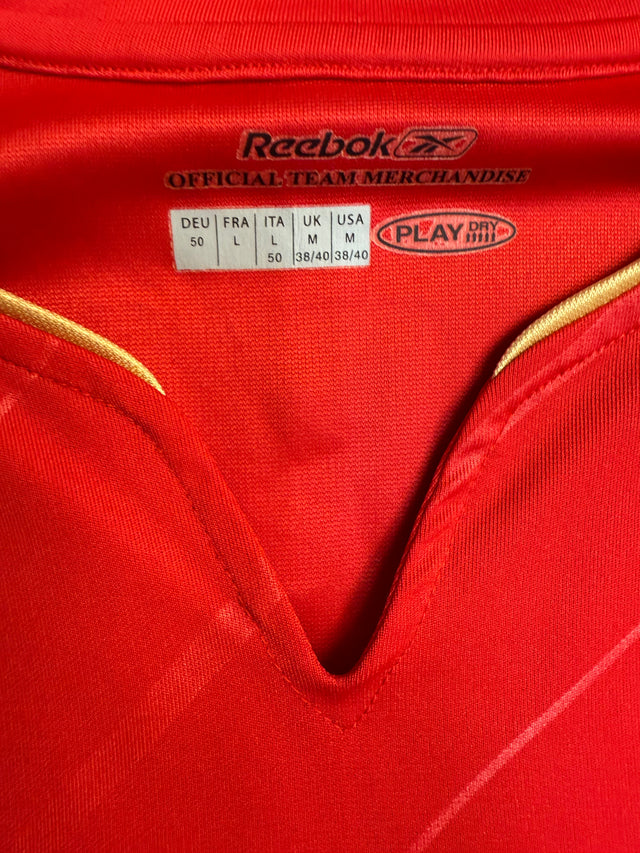 Reebok
OFFICIAL TEAM MERCHANDISE
DEU FRA ITA UK USA
50 L L M M
50 38/40 38/40
PLAY DRY